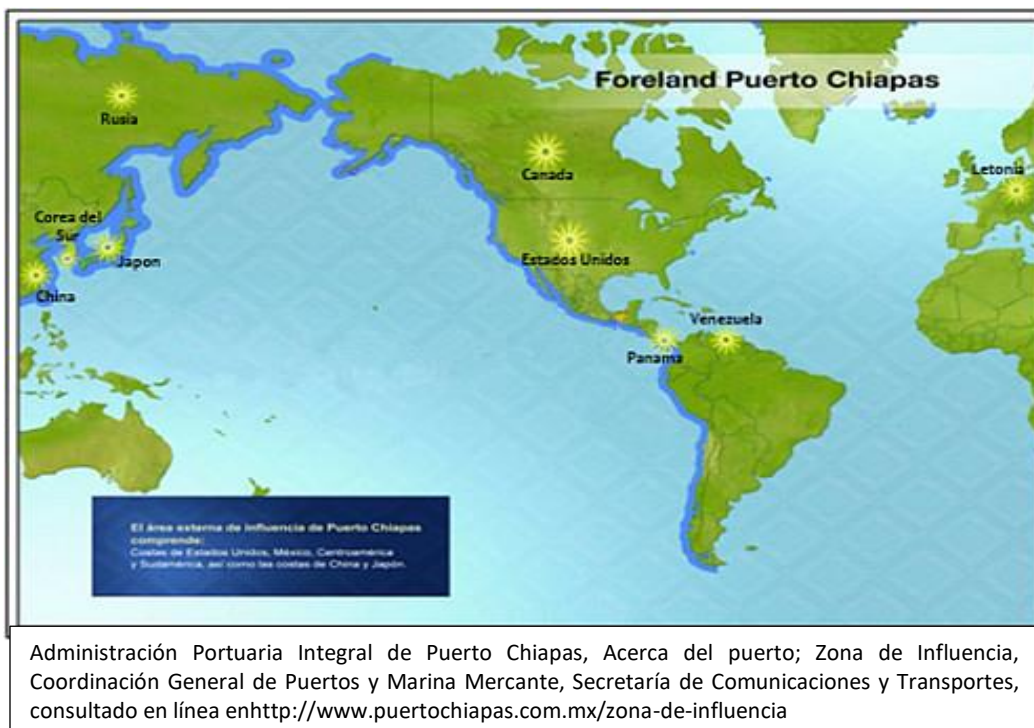 Foreland Puerto Chiapas
Rusia
Canada
Letonia
Corea del
Sur
Japon
Estados Unidos
China
Venezuela
Panama
El área externa de influencia de Puerto Chiapas
comprende:
Costas de Estados Unidos, México, Centroamérica
y Sudamérica, así como las costas de China y Japón.
Administración Portuaria Integral de Puerto Chiapas, Acerca del puerto; Zona de Influencia,
Coordinación General de Puertos y Marina Mercante, Secretaría de Comunicaciones y Transportes,
consultado en línea enhttp://www.puertochiapas.com.mx/zona-de-influencia